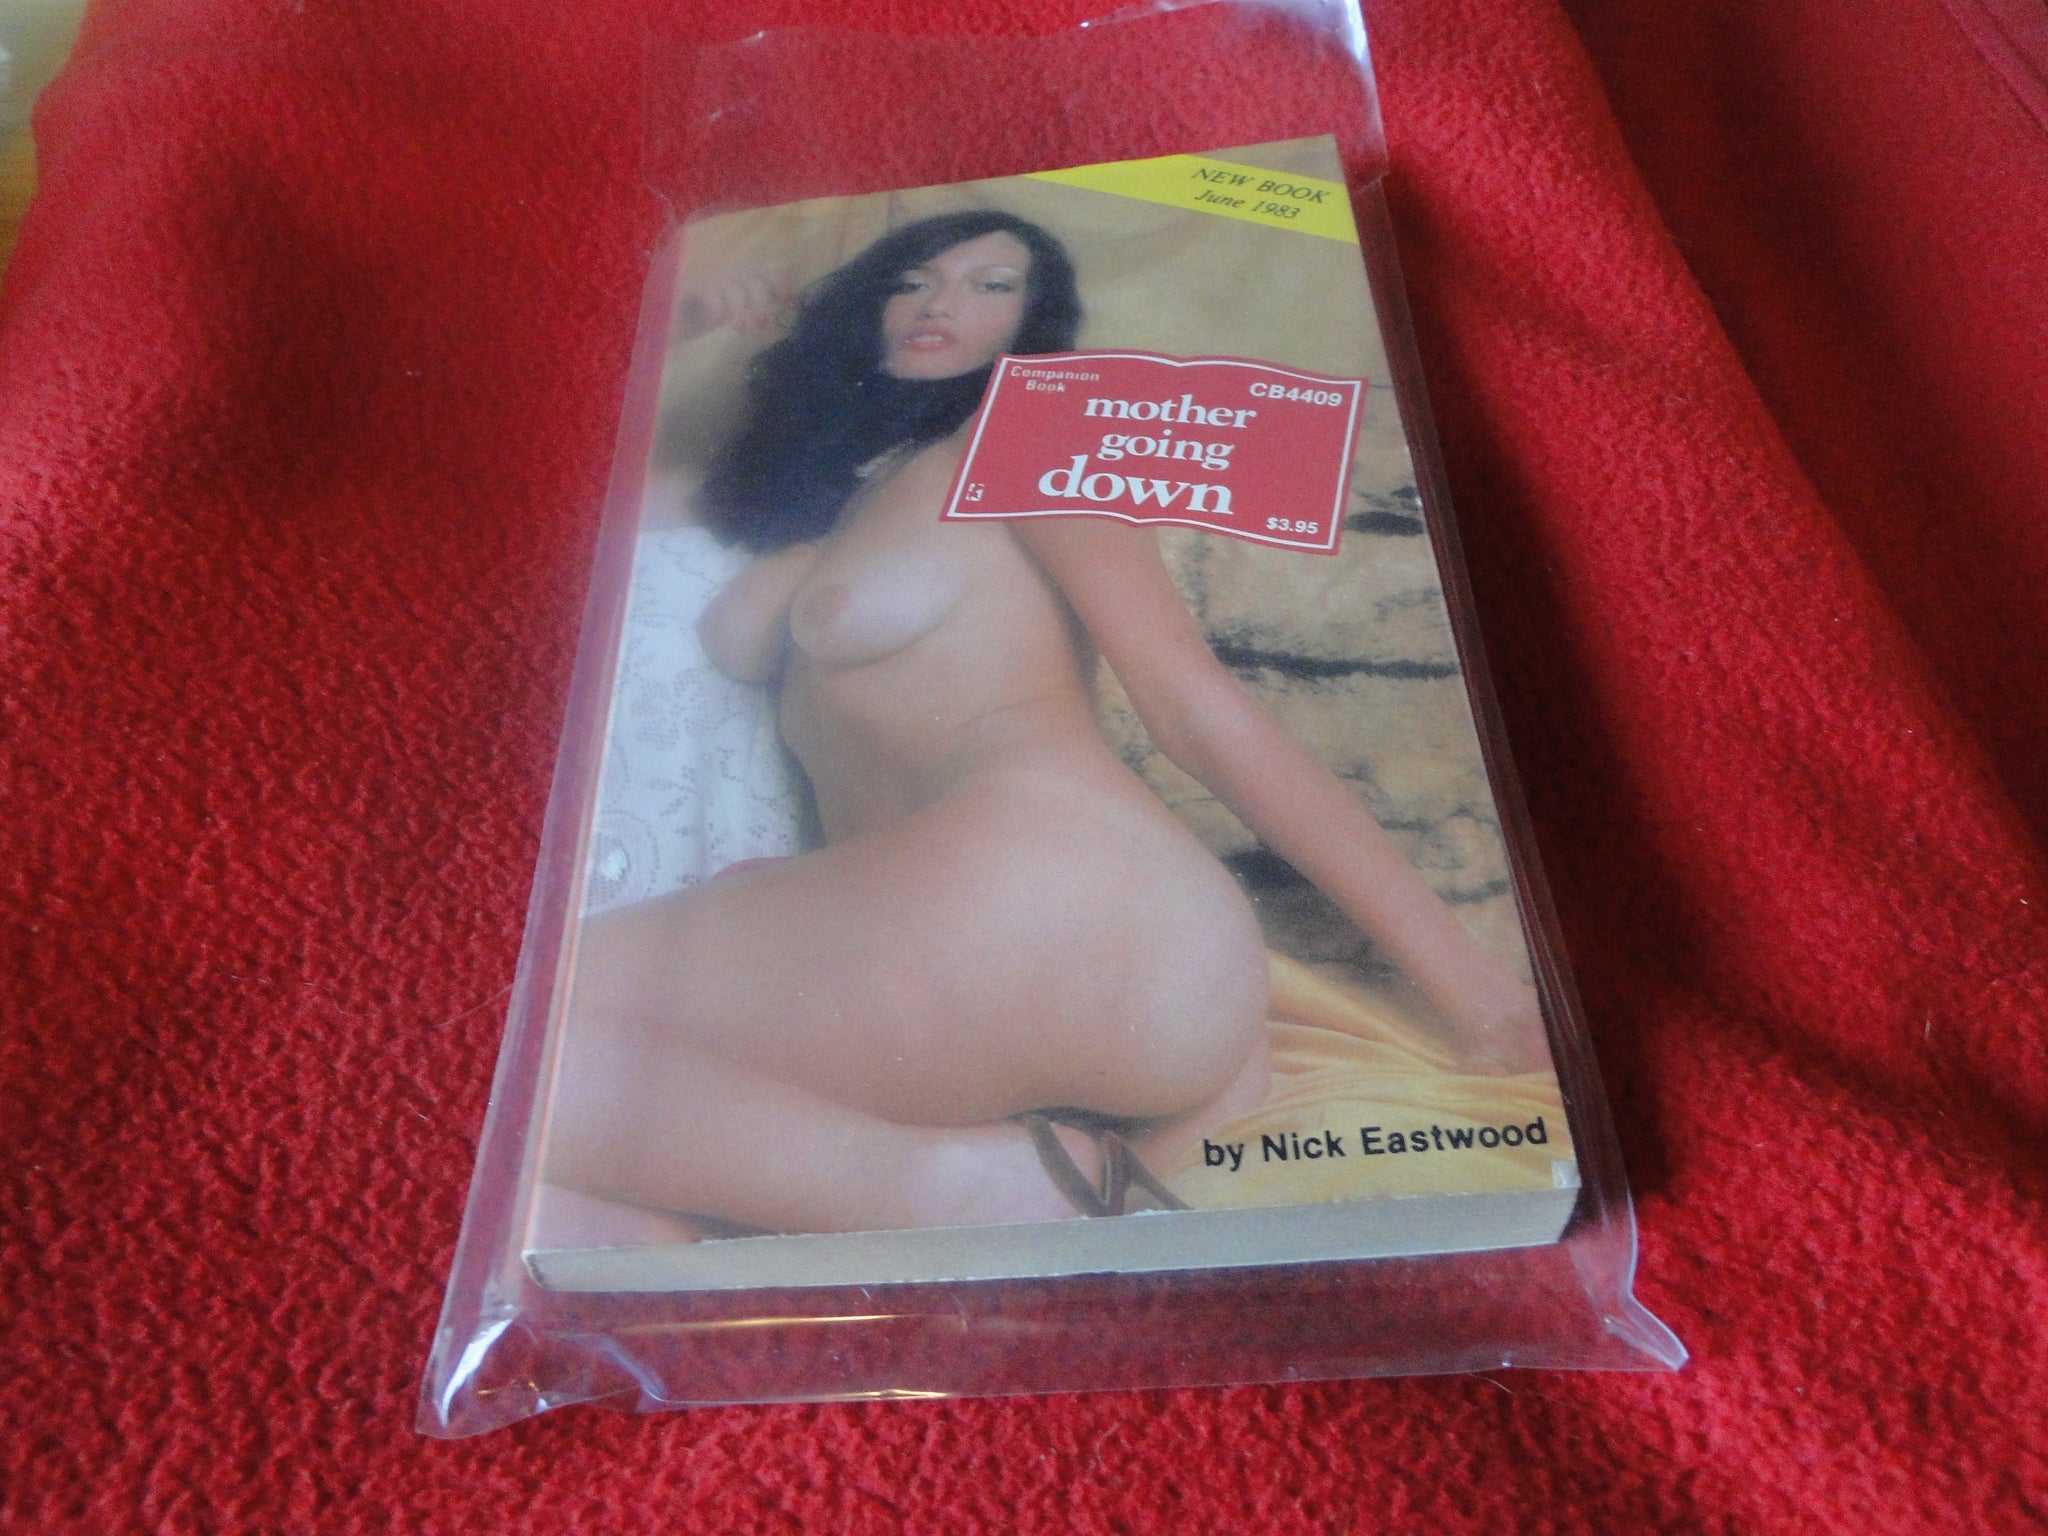 NEW BOOK
June 1983
Companion
Book
CB4409
mother
going
down
$3.95
by Nick Eastwood